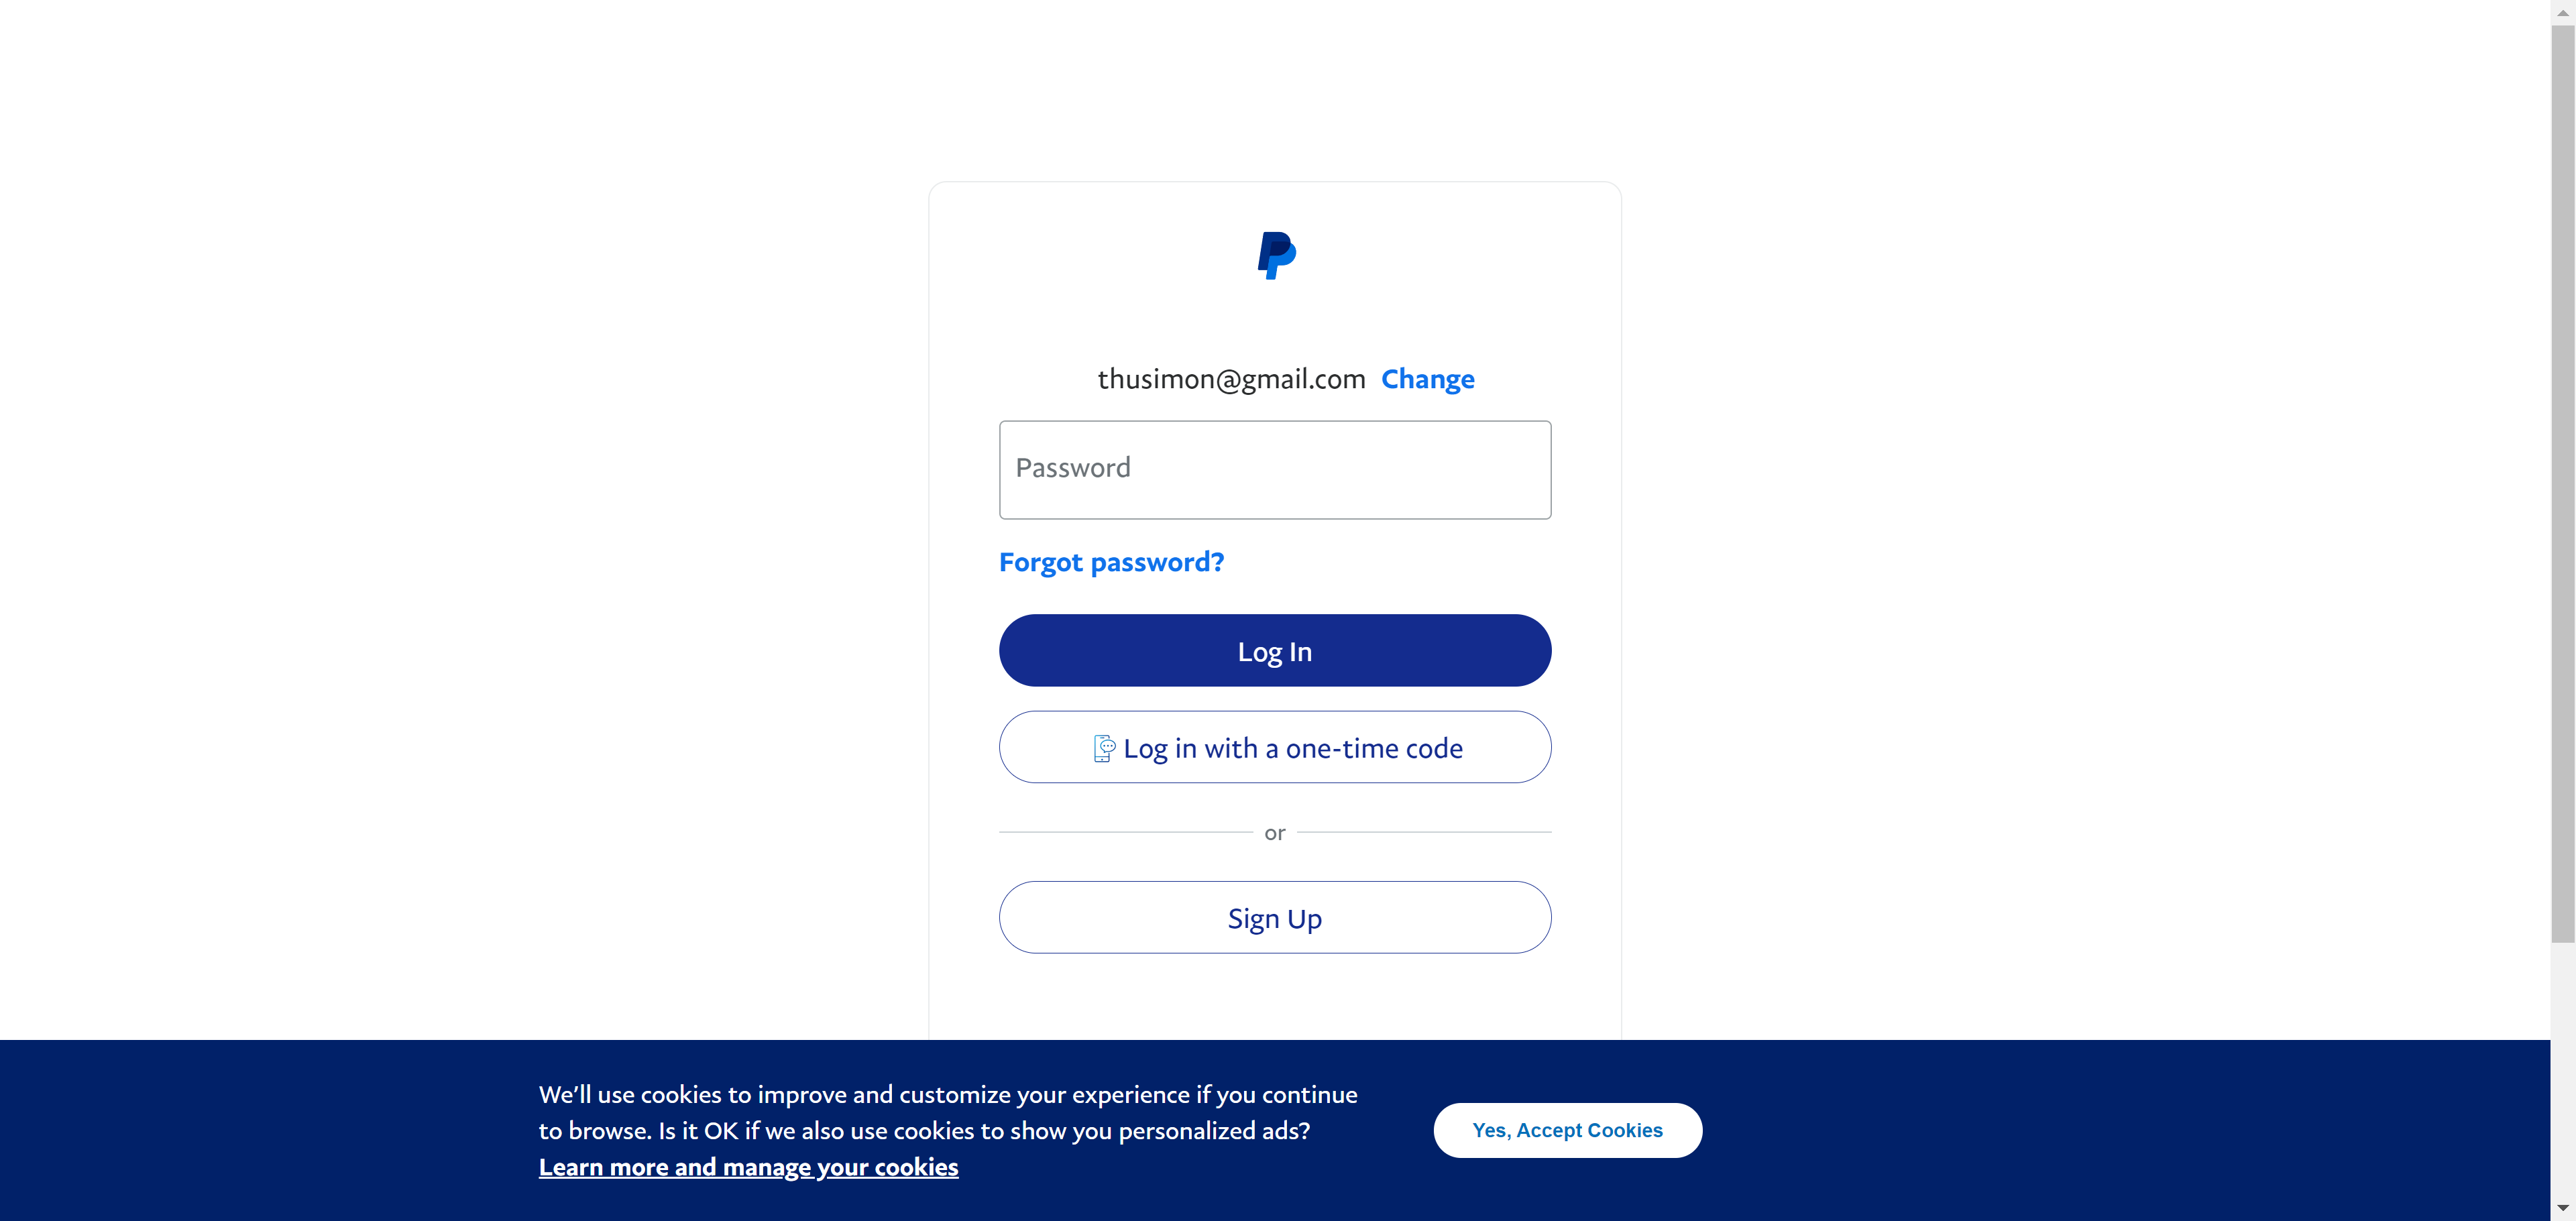 thusimon@gmail.com Change
Password
Forgot password?
Log In
Log in with a one-time code
or
Sign Up
We’ll use cookies to improve and customize your experience if you continue
to browse. Is it OK if we also use cookies to show you personalized ads?
Learn more and manage your cookies
Yes, Accept Cookies